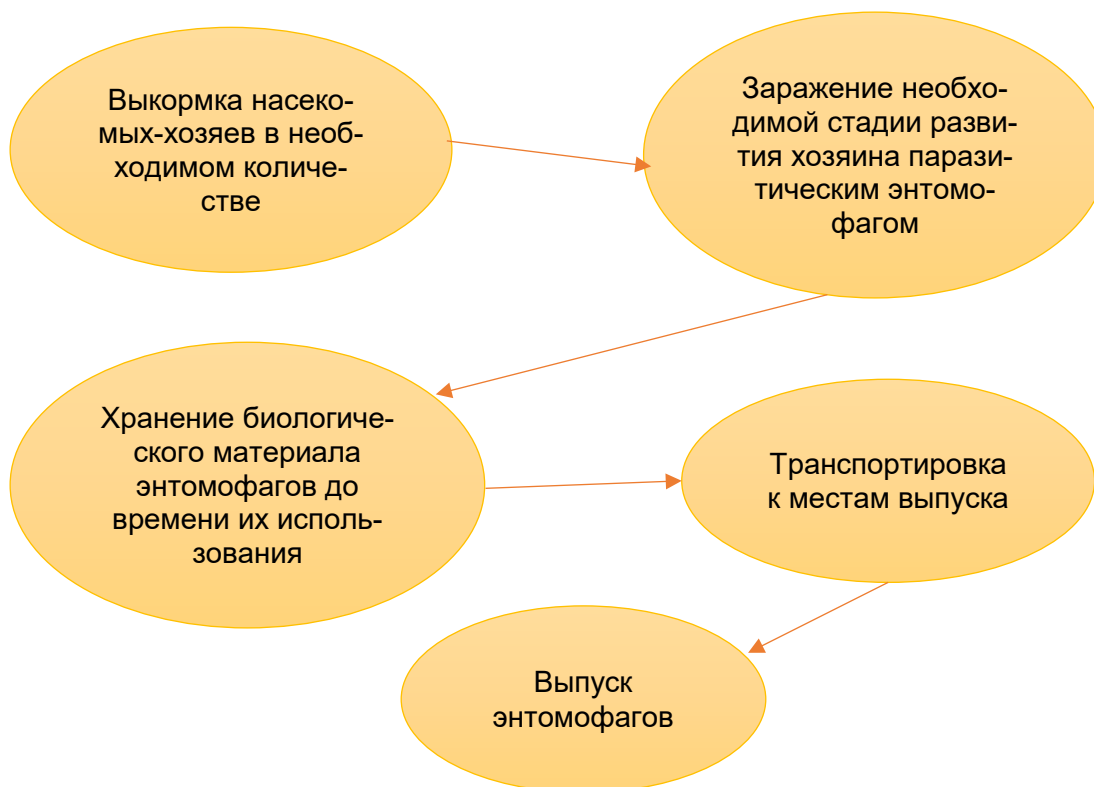 Выкормка насеко-
мых-хозяев в необ-
ходимом количе-
стве
Заражение необхо-
димой стадии разви-
тия хозяина парази-
тическим энтомо-
фагом
Хранение биологиче-
ского материала
энтомофагов до
времени их исполь-
зования
Транспортировка
к местам выпуска
Выпуск
энтомофагов